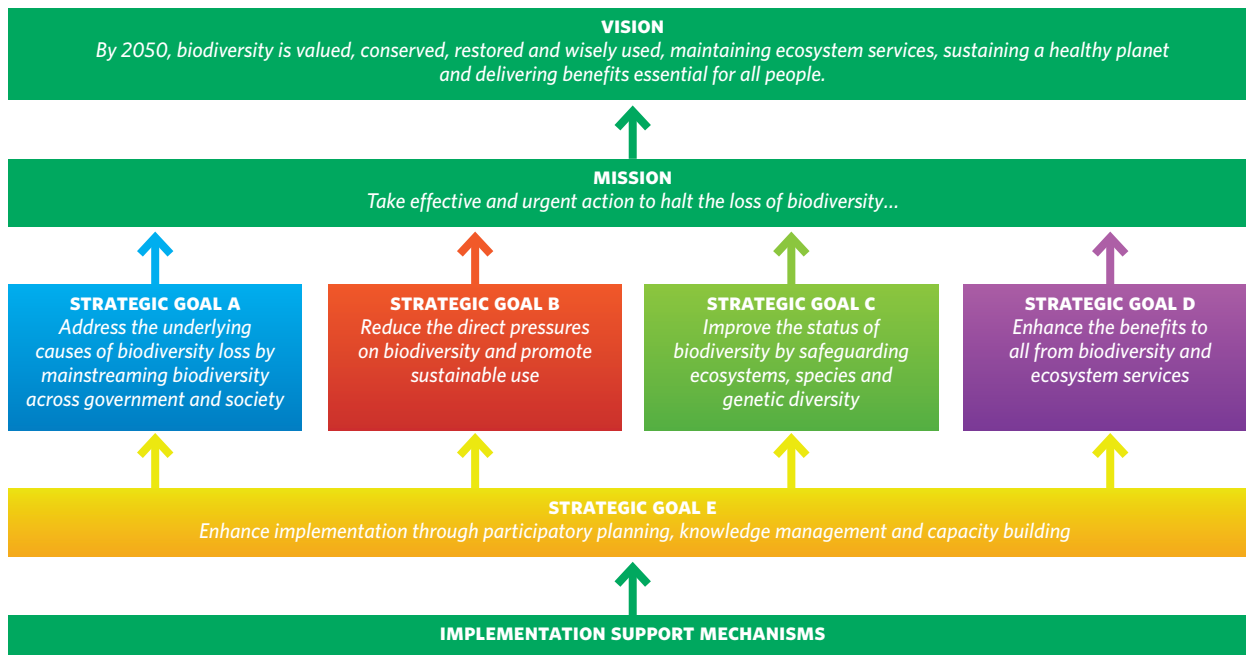 VISION
By 2050, biodiversity is valued, conserved, restored and wisely used, maintaining ecosystem services, sustaining a healthy planet
and delivering benefits essential for all people.
MISSION
Take effective and urgent action to halt the loss of biodiversity...
STRATEGIC GOAL A
Address the underlying
causes of biodiversity loss by
mainstreaming biodiversity
across government and society
STRATEGIC GOAL B
Reduce the direct pressures
on biodiversity and promote
sustainable use
STRATEGIC GOAL C
Improve the status of
biodiversity by safeguarding
ecosystems, species and
genetic diversity
STRATEGIC GOAL D
Enhance the benefits to
all from biodiversity and
ecosystem services
STRATEGIC GOAL E
Enhance implementation through participatory planning, knowledge management and capacity building
IMPLEMENTATION SUPPORT MECHANISMS